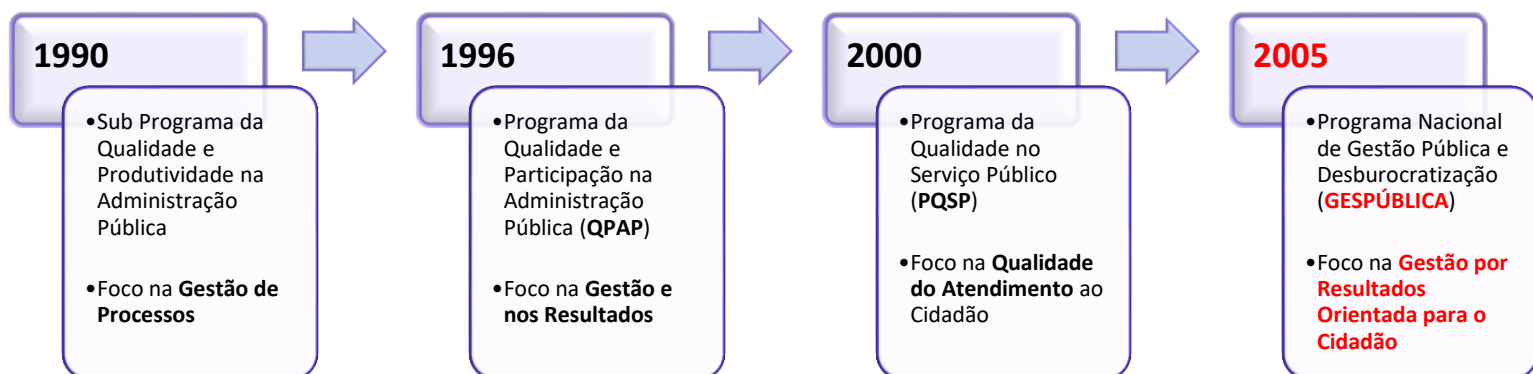 1990
•Sub Programa da
Qualidade e
Produtividade na
Administração
Pública
•Foco na Gestão de
Processos
1996
•Programa da
Qualidade e
Participação na
Administração
Pública (QPAP)
•Foco na Gestão e
nos Resultados
2000
•Programa da
Qualidade no
Serviço Público
(PQSP)
•Foco na Qualidade
do Atendimento ao
Cidadão
2005
•Programa Nacional
de Gestão Pública e
Desburocratização
(GESPÚBLICA)
•Foco na Gestão por
Resultados
Orientada para o
Cidadão